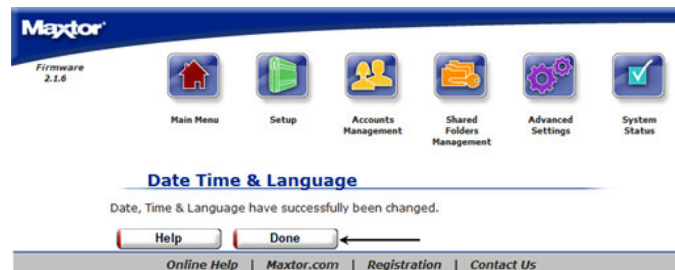 Maxtor
Firmware
2.1.6
Main Menu
Setup
Accounts
Management
Shared
Folders
Management
Advanced
Settings
System
Status
Date Time & Language
Date, Time & Language have successfully been changed.
Help
Done
Online Help | Maxtor.com | Registration | Contact Us